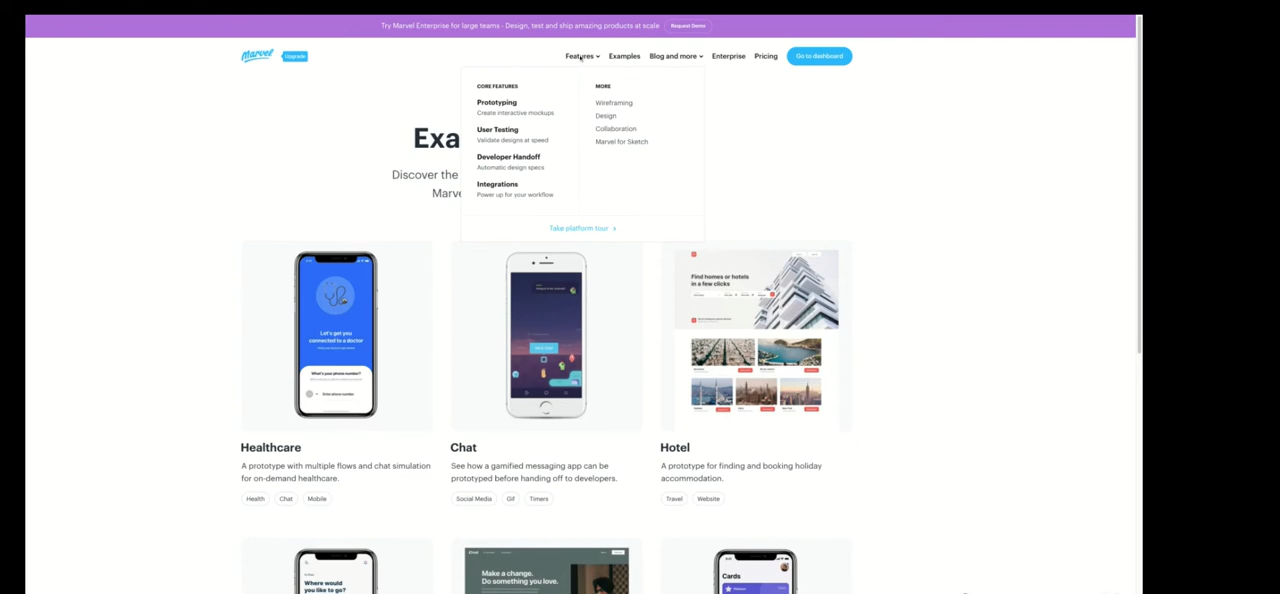 Try Marvel Enterprise for large teams - Design, test and ship amazing products at scale Request Demo
Marvel Upgrade Features Examples Blog and more Enterprise Pricing Go to dashboard
CORE FEATURES
Prototyping
Create interactive mockups
User Testing
Validate designs at speed
Developer Handoff
Automatic design specs
Integrations
Power up for your workflow
MORE
Wireframing
Design
Collaboration
Marvel for Sketch
Take platform tour ›
Exa
Discover the
Marve
Let's get you
connected to a doctor
What's your phone number?
Enter phone number
Find homes or hotels
in a few clicks
Healthcare
A prototype with multiple flows and chat simulation
for on-demand healthcare.
Health Chat Mobile
Chat
See how a gamified messaging app can be
prototyped before handing off to developers.
Social Media Gif Timers
Hotel
A prototype for finding and booking holiday
accommodation.
Travel Website
Where would
you like to go?
Make a change.
Do something you love.
Cards